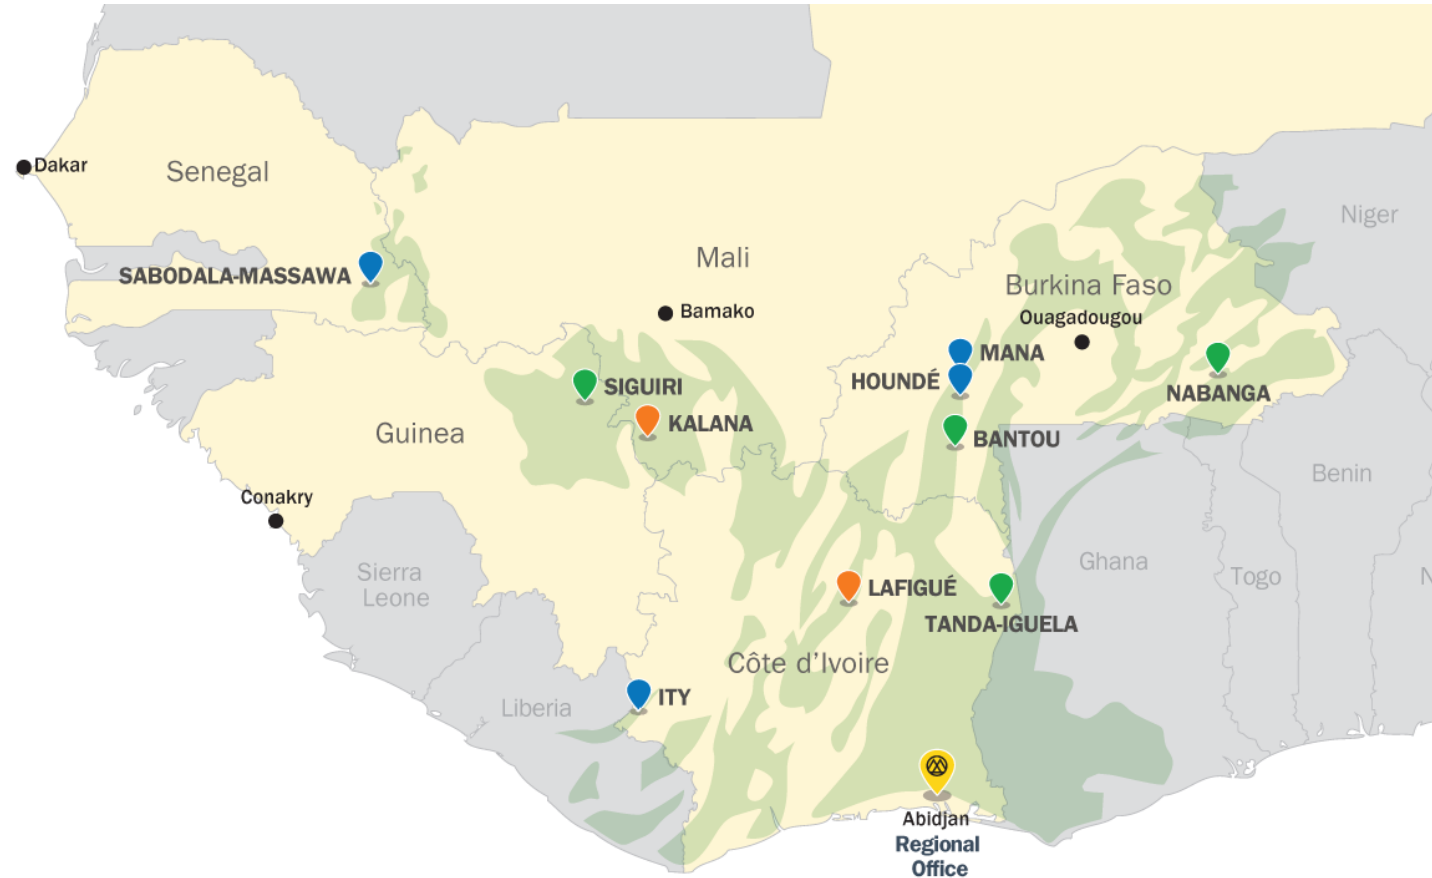 Dakar
Senegal
Niger
Mali
SABODALA-MASSAWA
Burkina Faso
Bamako
Ouagadougou
MANA
HOUNDÉ
SIGUIRI
NABANGA
KALANA
Guinea
BANTOU
Benin
Conakry
Ghana
Sierra
Leone
Togo
N
LAFIGUÉ
TANDA-IGUELA
Côte d'Ivoire
ITY
Liberia
Abidjan
Regional
Office